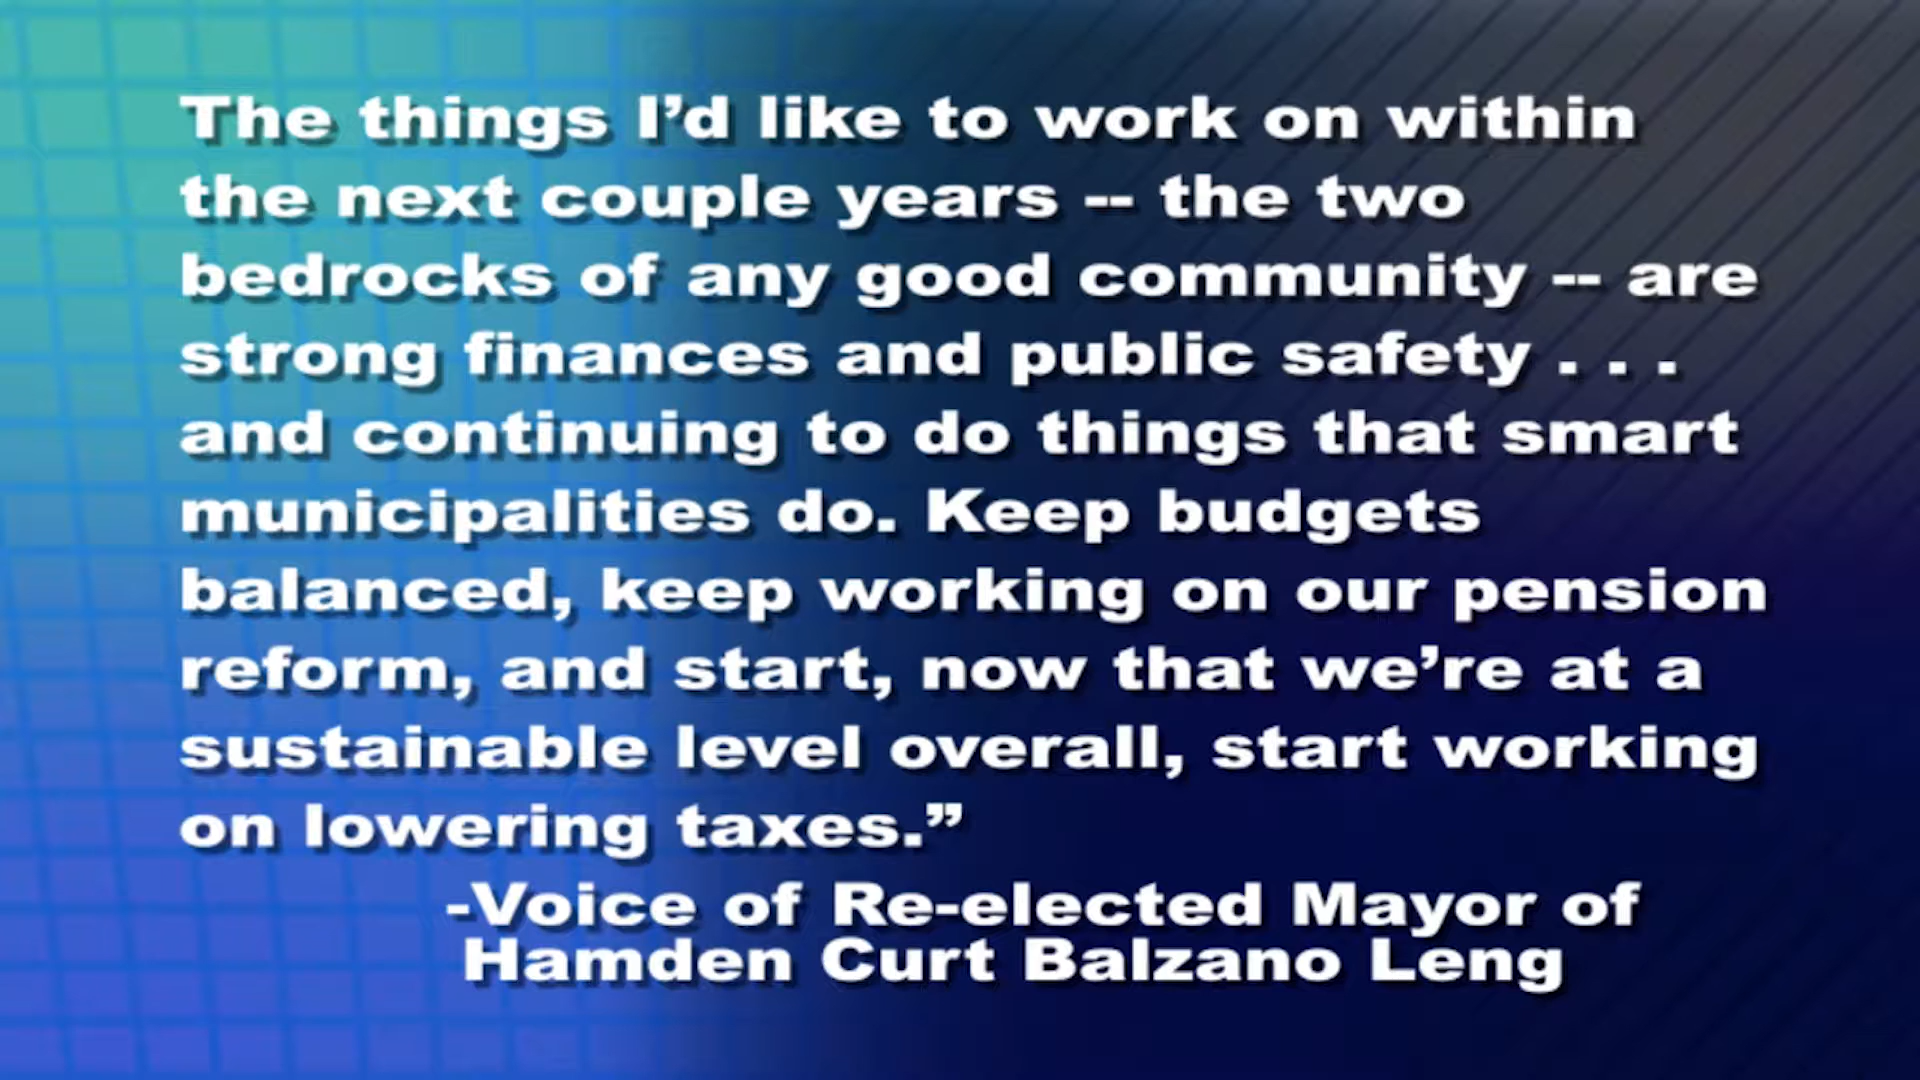 The things I’d like to work on within
the next couple years -- the two
bedrocks of any good community -- are
strong finances and public safety . . .
and continuing to do things that smart
municipalities do. Keep budgets
balanced, keep working on our pension
reform, and start, now that we’re at a
sustainable level overall, start working
on lowering taxes.”
-Voice of Re-elected Mayor of
Hamden Curt Balzano Leng